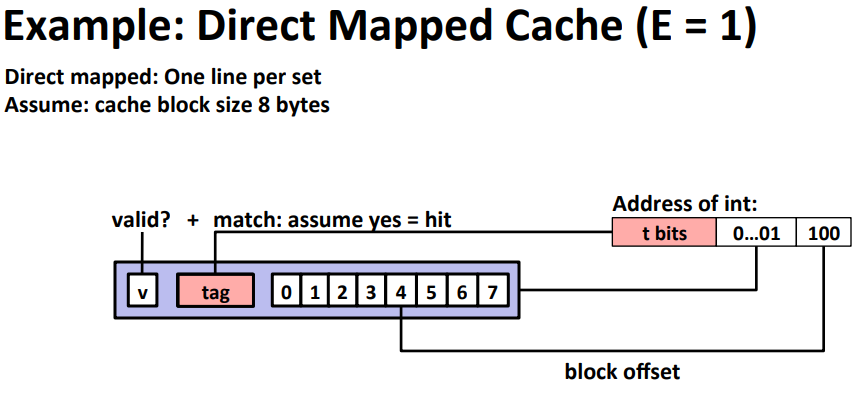 Example: Direct Mapped Cache (E = 1)
Direct mapped: One line per set
Assume: cache block size 8 bytes
Address of int:
valid? + match: assume yes = hit
t bits 0…01 100
v tag 0 1 2 3 4 5 6 7
block offset